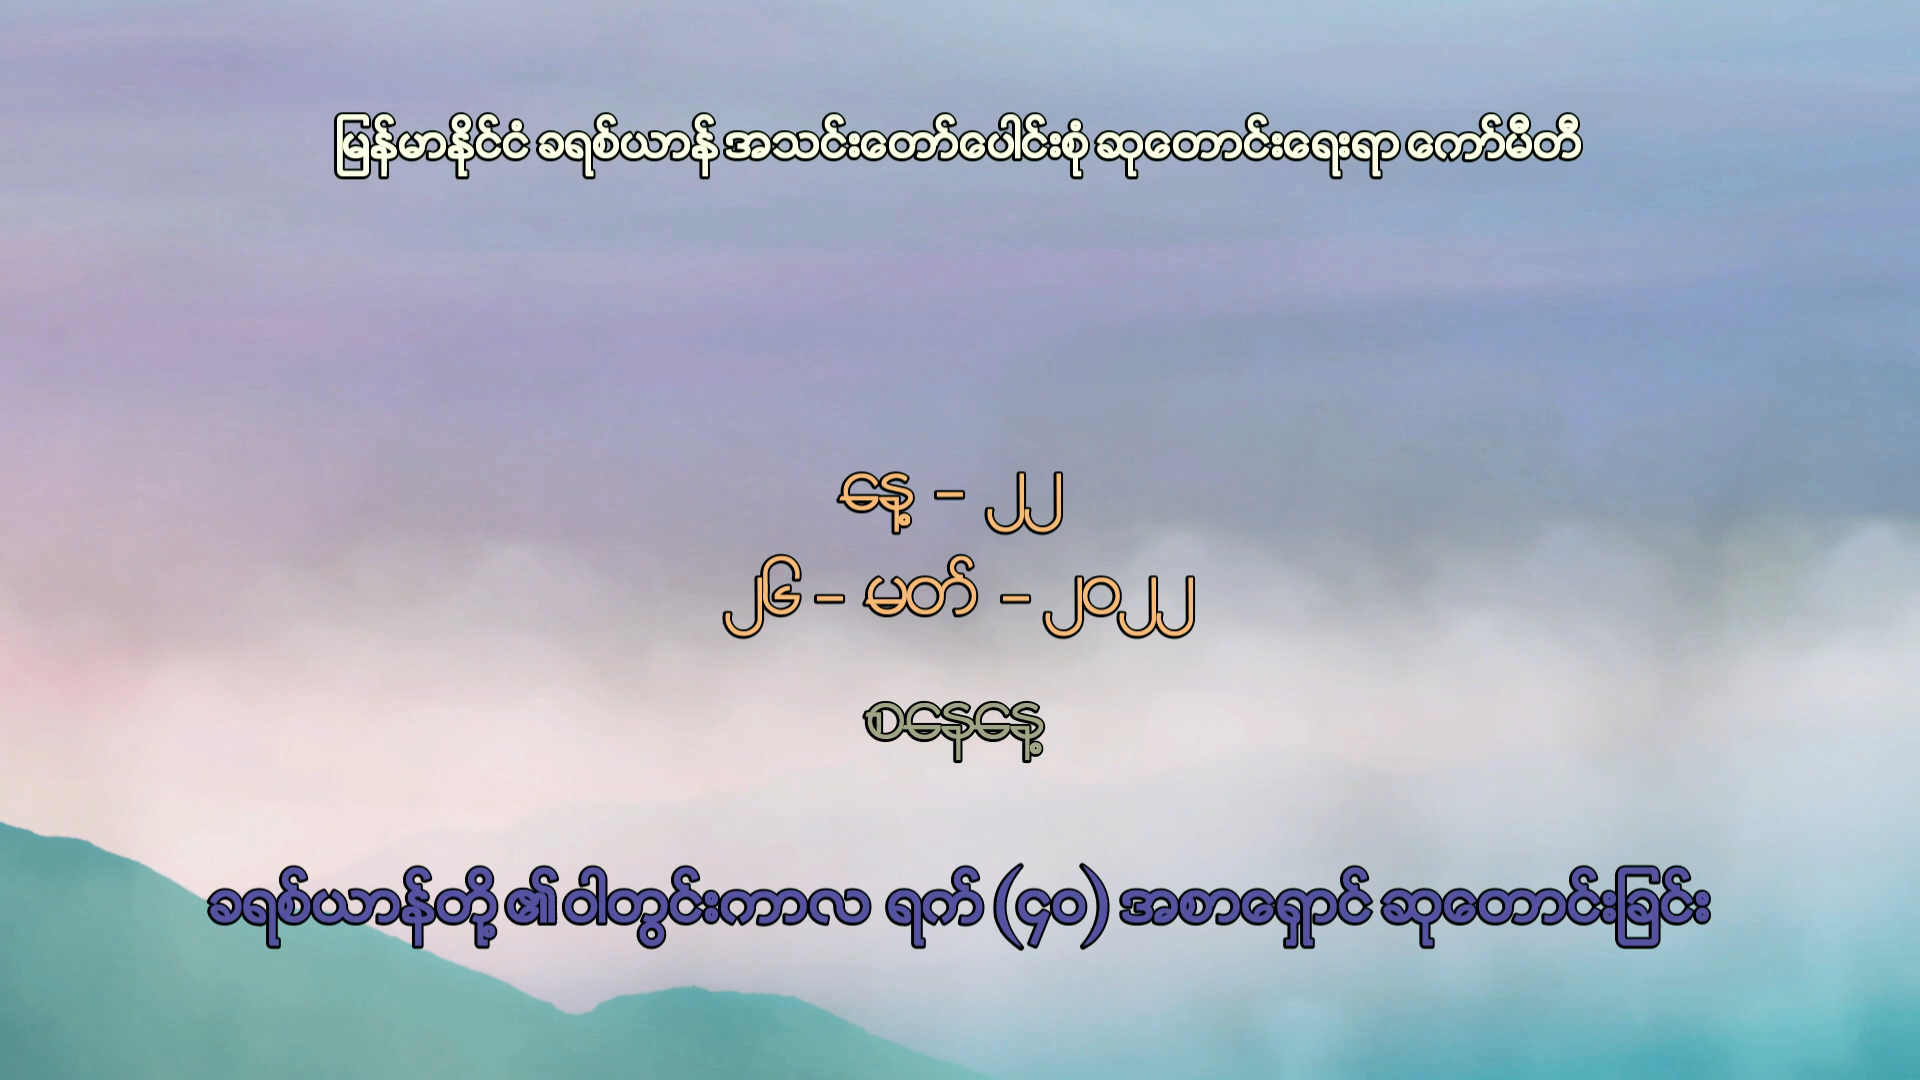 မြန်မာနိုင်ငံ ခရစ်ယာန် အသင်းတော်ပေါင်းစုံ ဆုတောင်းရေးရာ ကော်မီတီ
နေ့ - ၂၂
၂၆ - မတ် - ၂၀၂၂
စနေနေ့
ခရစ်ယာန်တို့ ၏ ဝါတွင်းကာလ ရက် (၄၀) အစာရှောင် ဆုတောင်းခြင်း